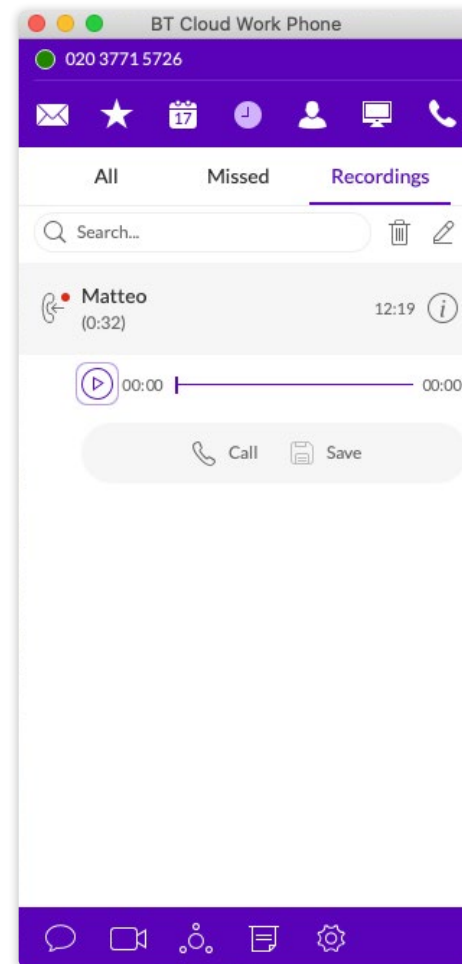 BT Cloud Work Phone
020 3771 5726
17
All Missed Recordings
Search...
Matteo
12:19 i
(0:32)
00:00 00:00
Call Save